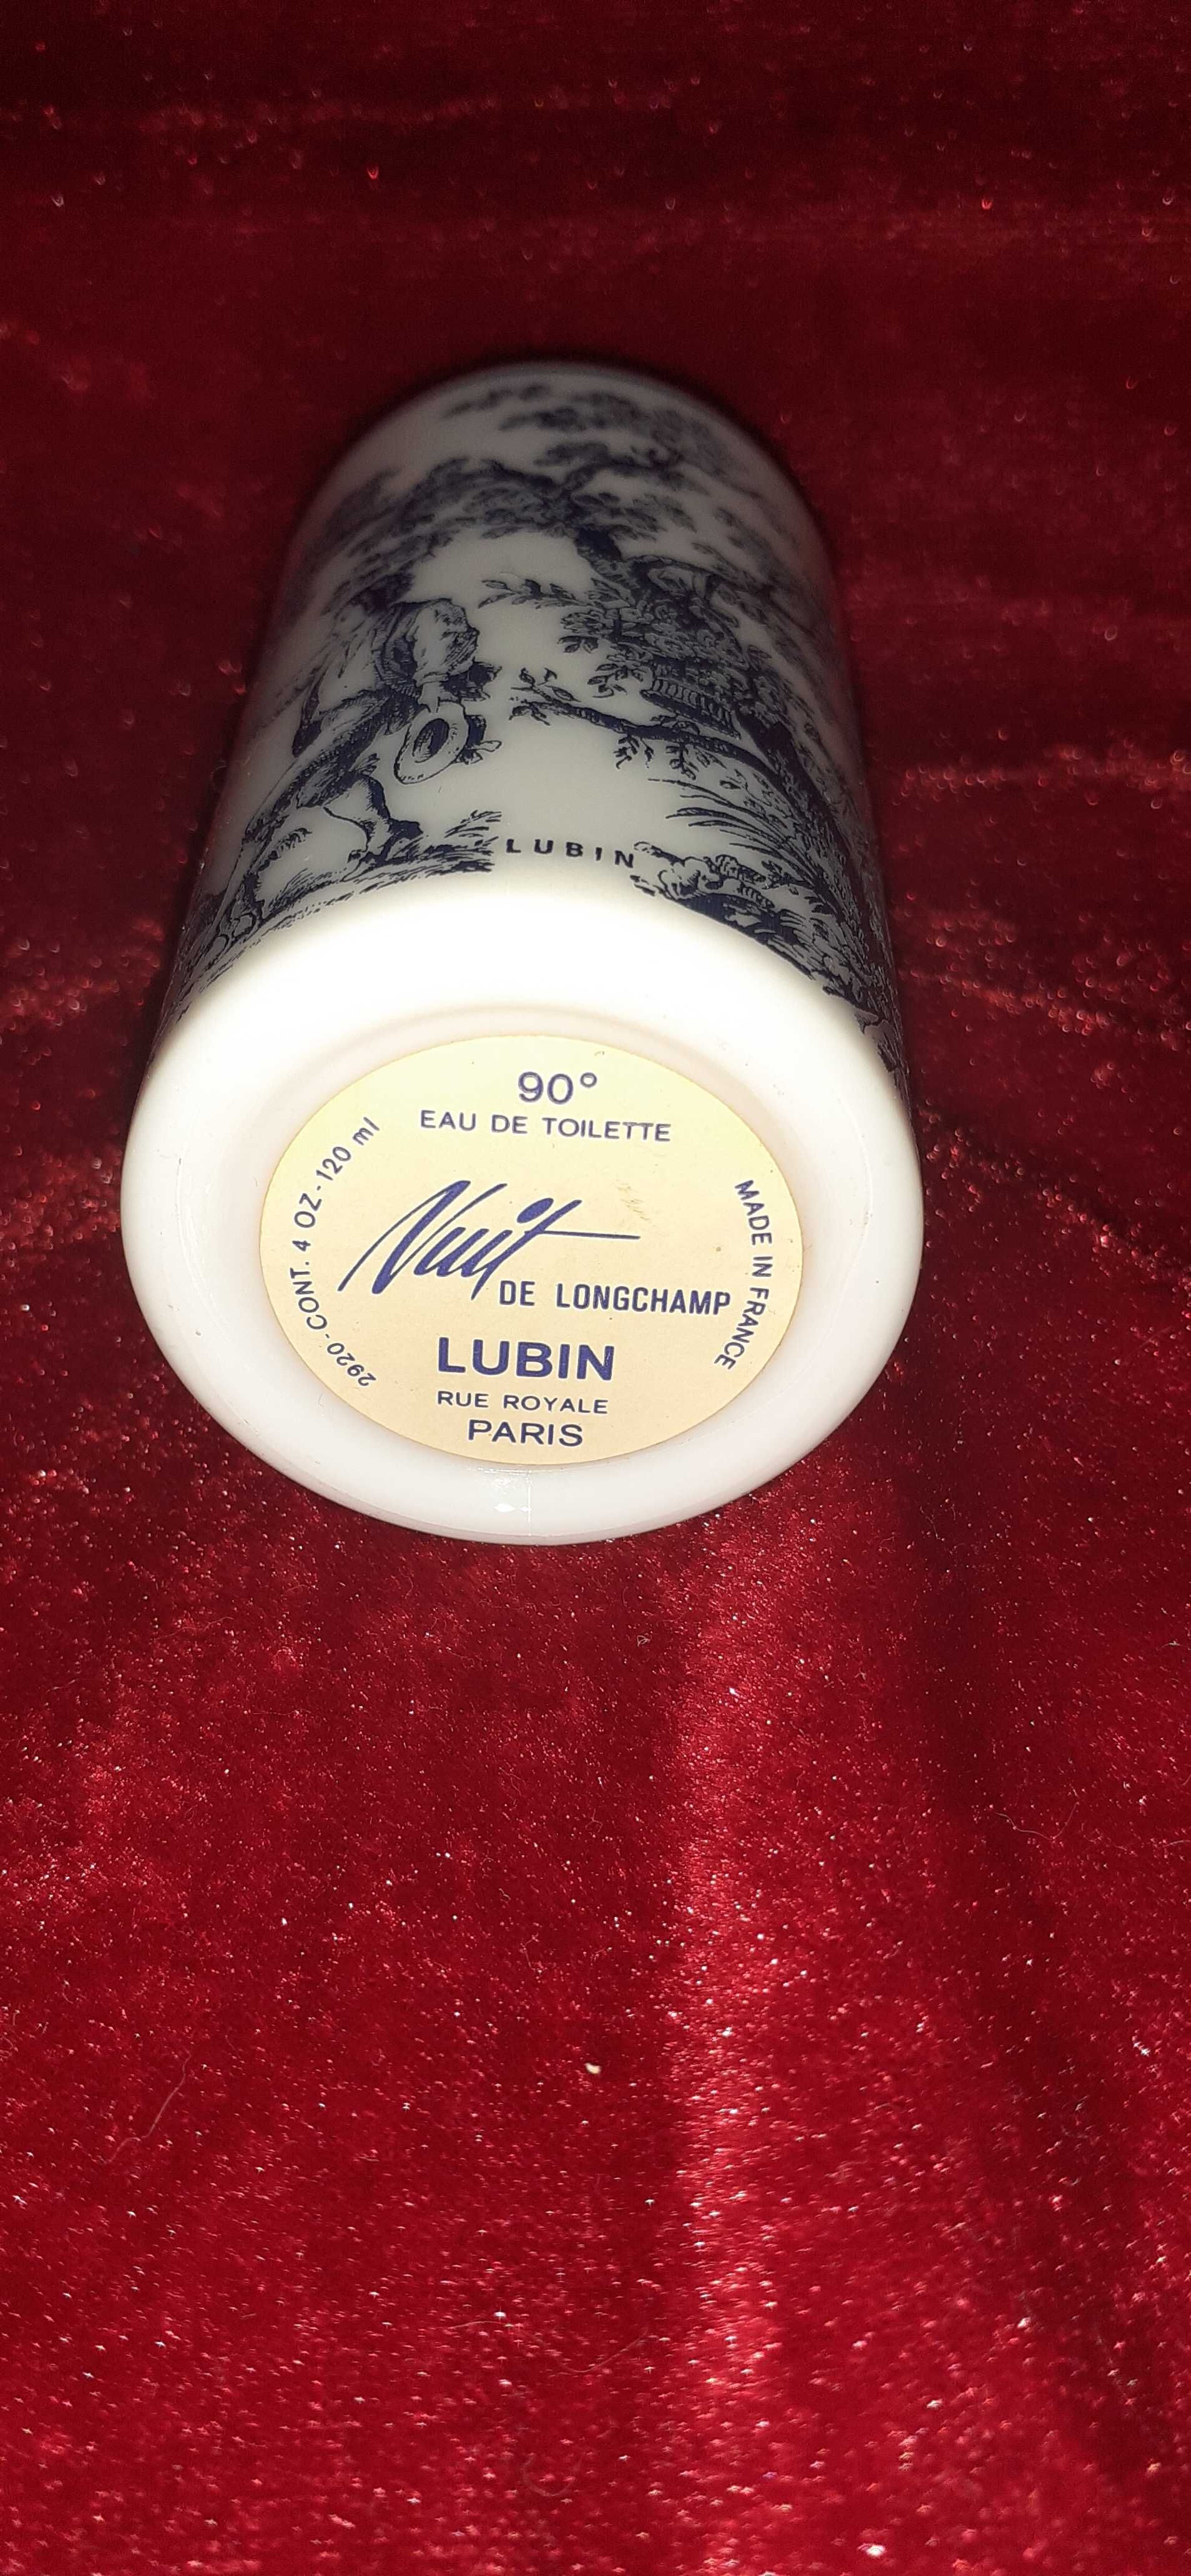 LUBIN
90°
EAU DE TOILETTE
2920-CONT. 4 OZ-120 ml
Nuit
DE LONGCHAMP
MADE IN FRANCE
LUBIN
RUE ROYALE
PARIS